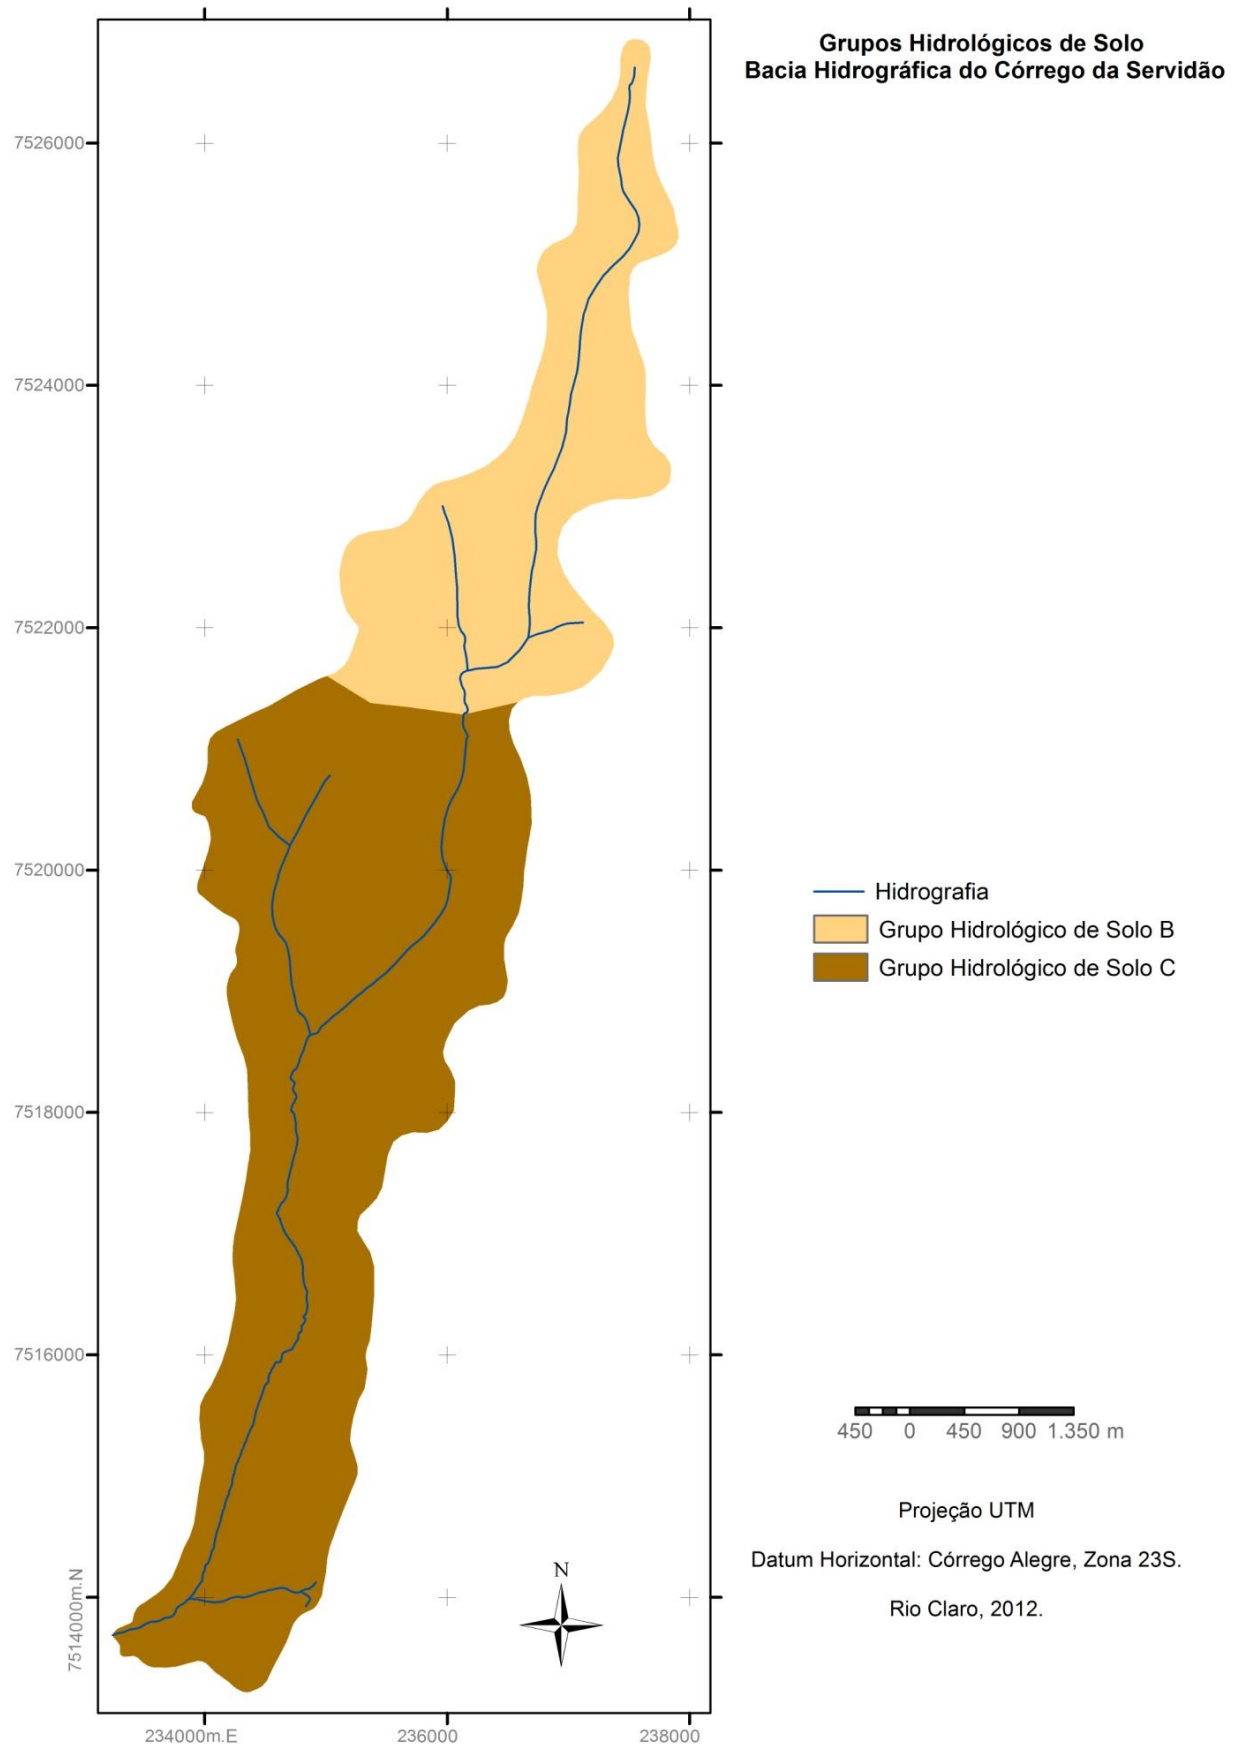 Grupos Hidrológicos de Solo
Bacia Hidrográfica do Córrego da Servidão
7526000
7524000
7522000
7520000
7518000
7516000
7514000m.N
234000m.E
236000
238000
Hidrografia
Grupo Hidrológico de Solo B
Grupo Hidrológico de Solo C
450 0 450 900 1.350 m
Projeção UTM
Datum Horizontal: Córrego Alegre, Zona 23S.
Rio Claro, 2012.
N